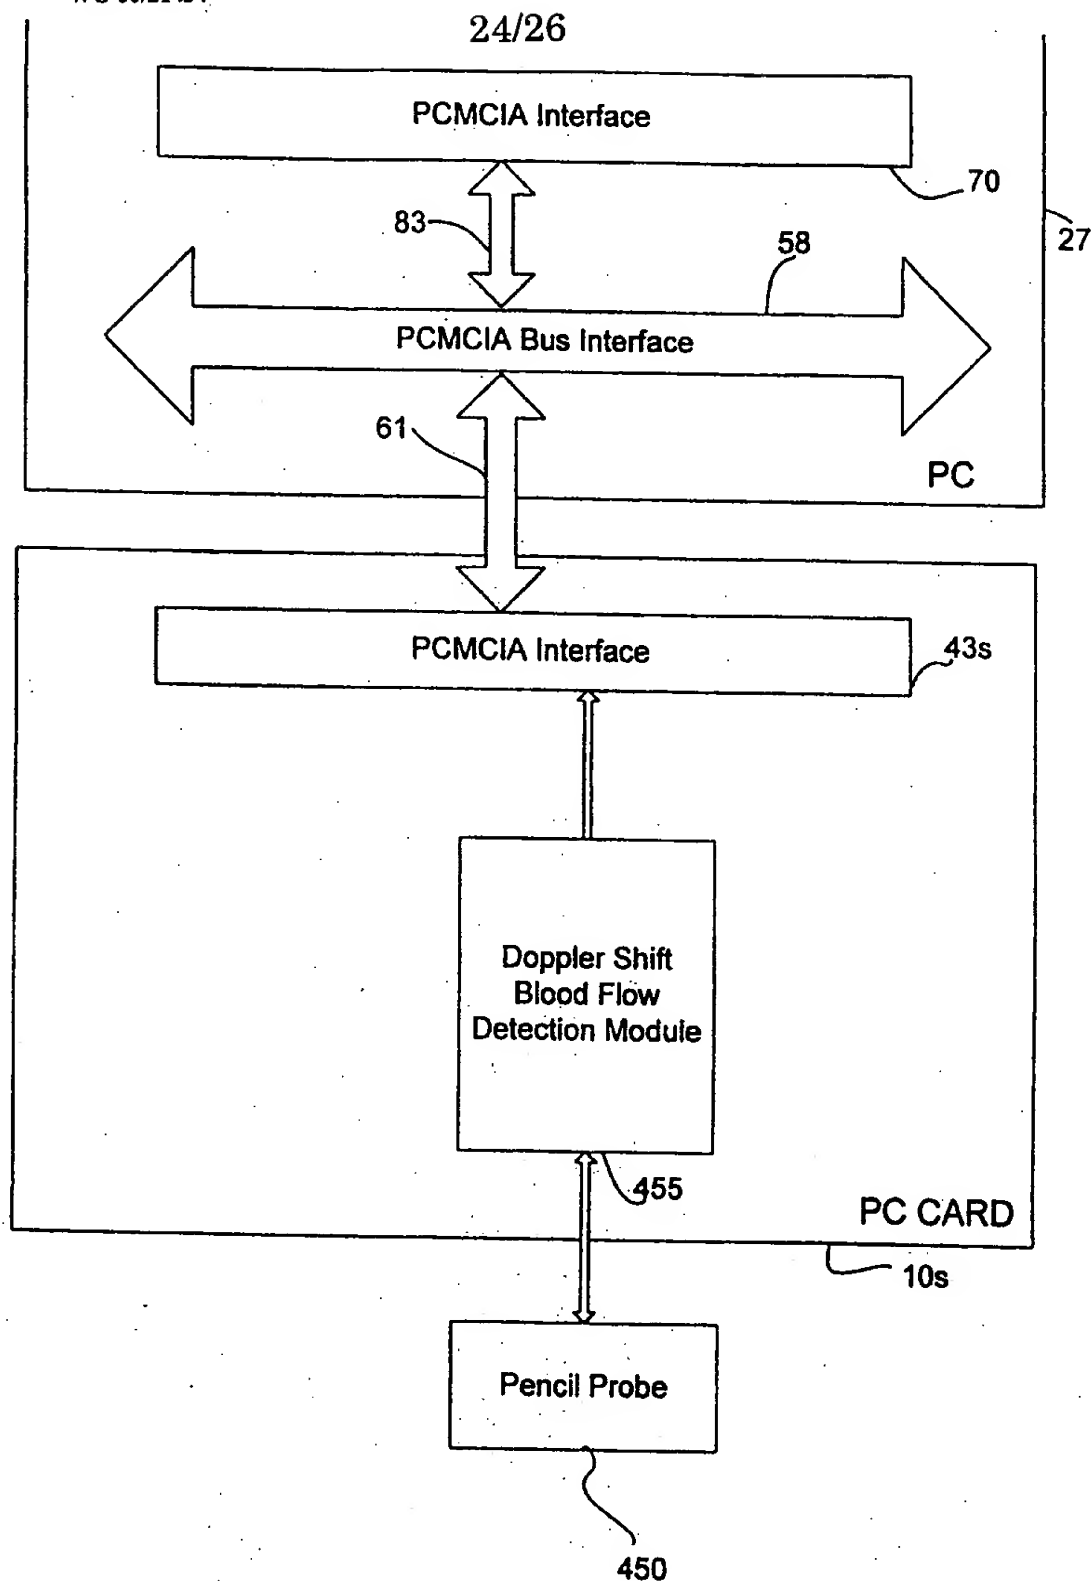 24/26
PCMCIA Interface
70
27
83
58
PCMCIA Bus Interface
61
PC
PCMCIA Interface
43s
Doppler Shift
Blood Flow
Detection Module
455
PC CARD
10s
Pencil Probe
450